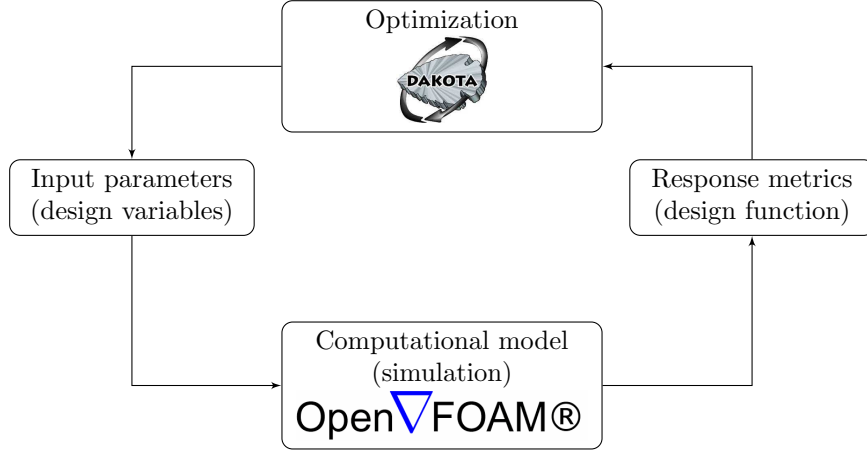 Optimization
DAKOTA
Input parameters
(design variables)
Response metrics
(design function)
Computational model
(simulation)
Open∇FOAM®